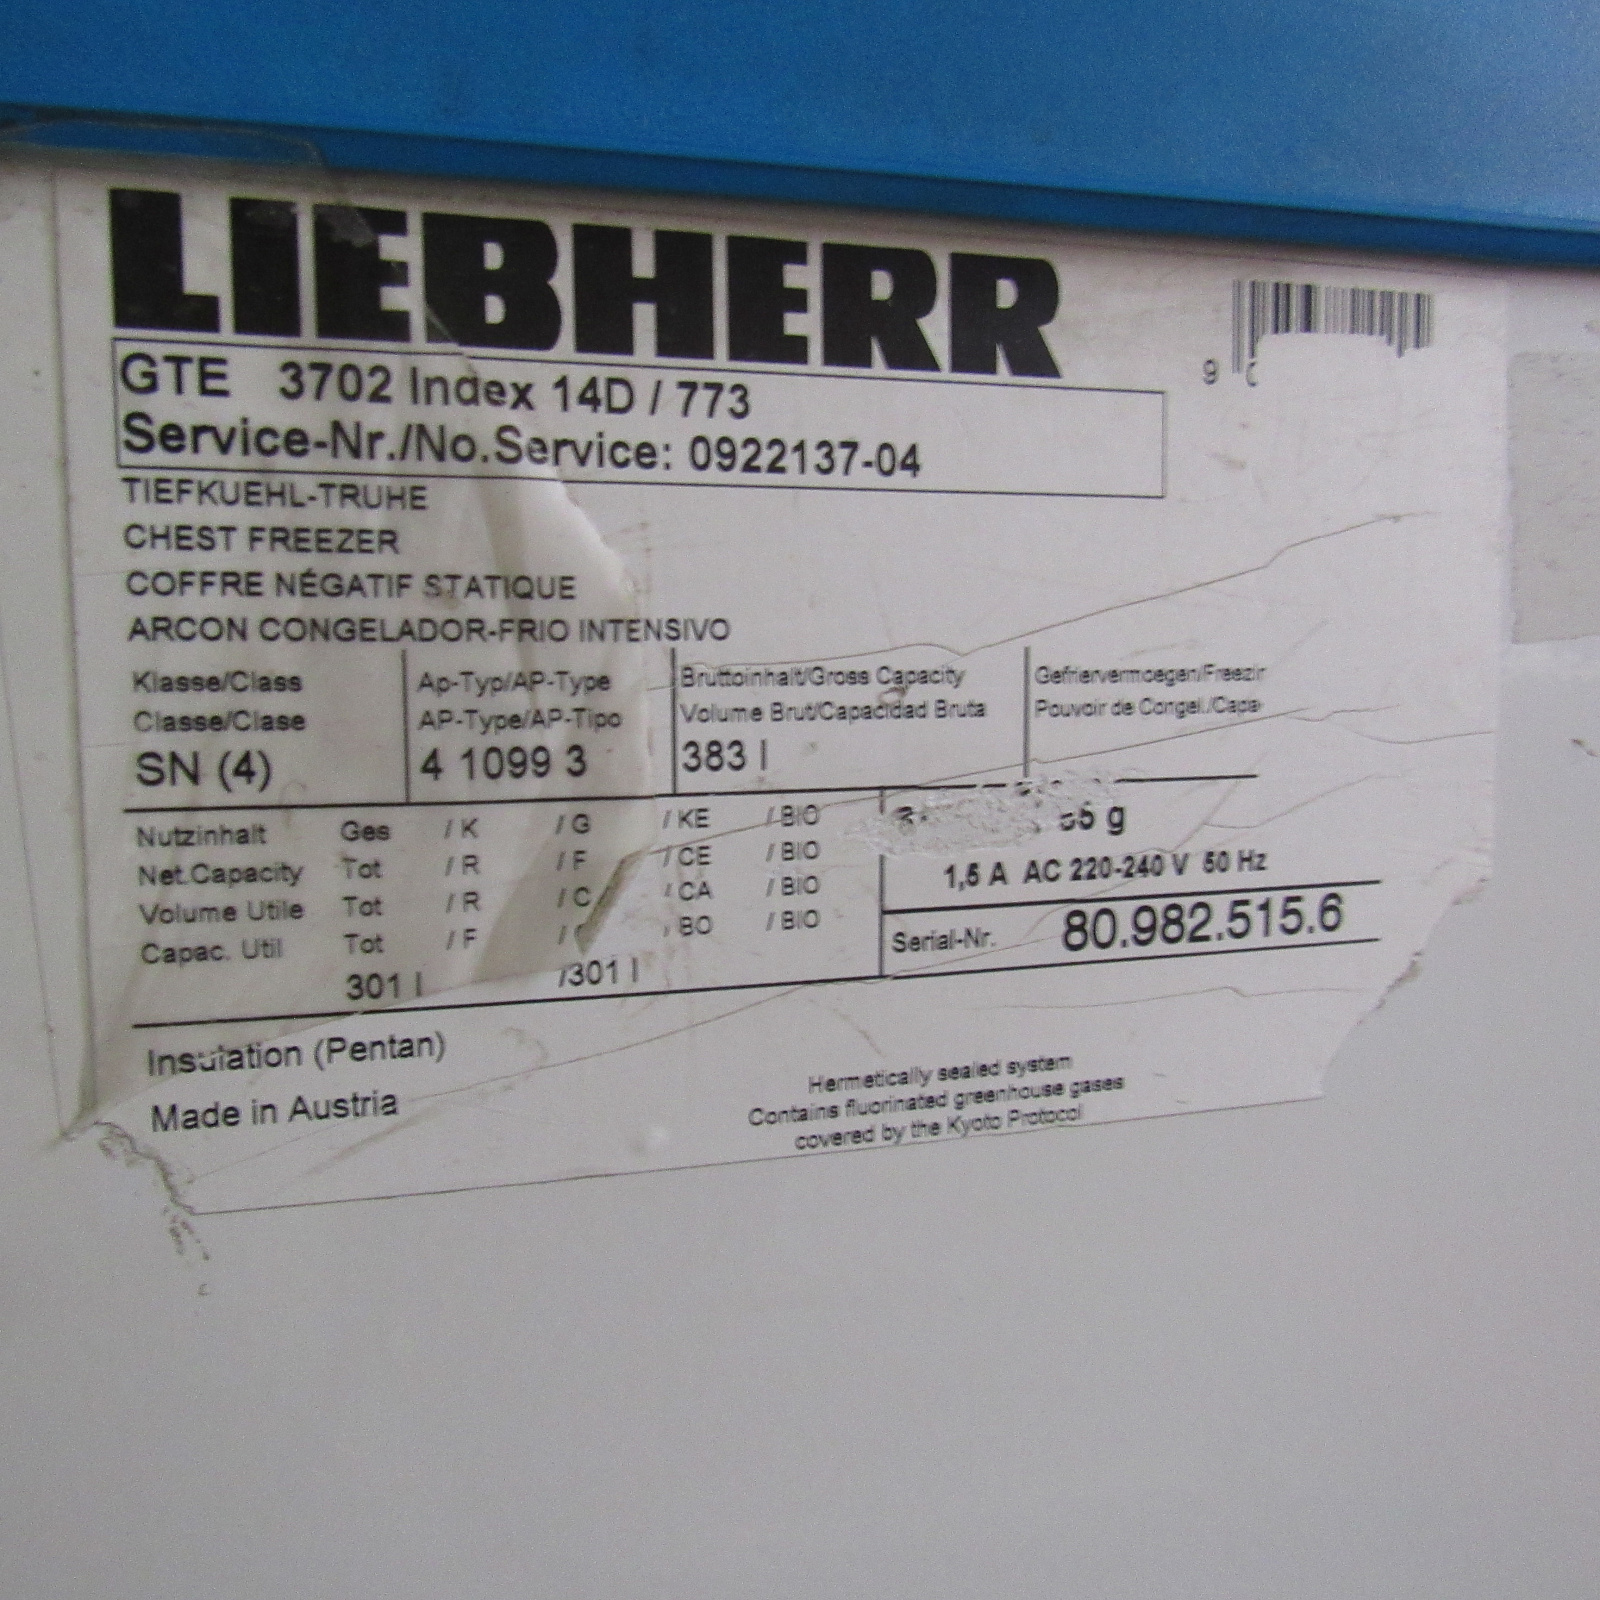 LIEBHERR
9
GTE 3702 Index 14D / 773
Service-Nr./No.Service: 0922137-04
TIEFKUEHL-TRUHE
CHEST FREEZER
COFFRE NÉGATIF STATIQUE
ARCON CONGELADOR-FRIO INTENSIVO
Klasse/Class Ap-Typ/AP-Type Bruttoinhalt/Gross Capacity Gefriervermoegen/Freezin
Classe/Clase AP-Type/AP-Tipo Volume Brut/Capacidad Bruta Pouvoir de Congel./Capa
SN (4) 4 1099 3 383 l
Nutzinhalt Ges / K / G / KE / BIO
Net.Capacity Tot / R / F / CE / BIO
Volume Utile Tot / R / C / CA / BIO
Capac. Util Tot / F / / BO / BIO
301 l /301 l
g
1,5 A AC 220-240 V 50 Hz
Serial-Nr. 80.982.515.6
Insulation (Pentan)
Made in Austria
Hermetically sealed system
Contains fluorinated greenhouse gases
covered by the Kyoto Protocol